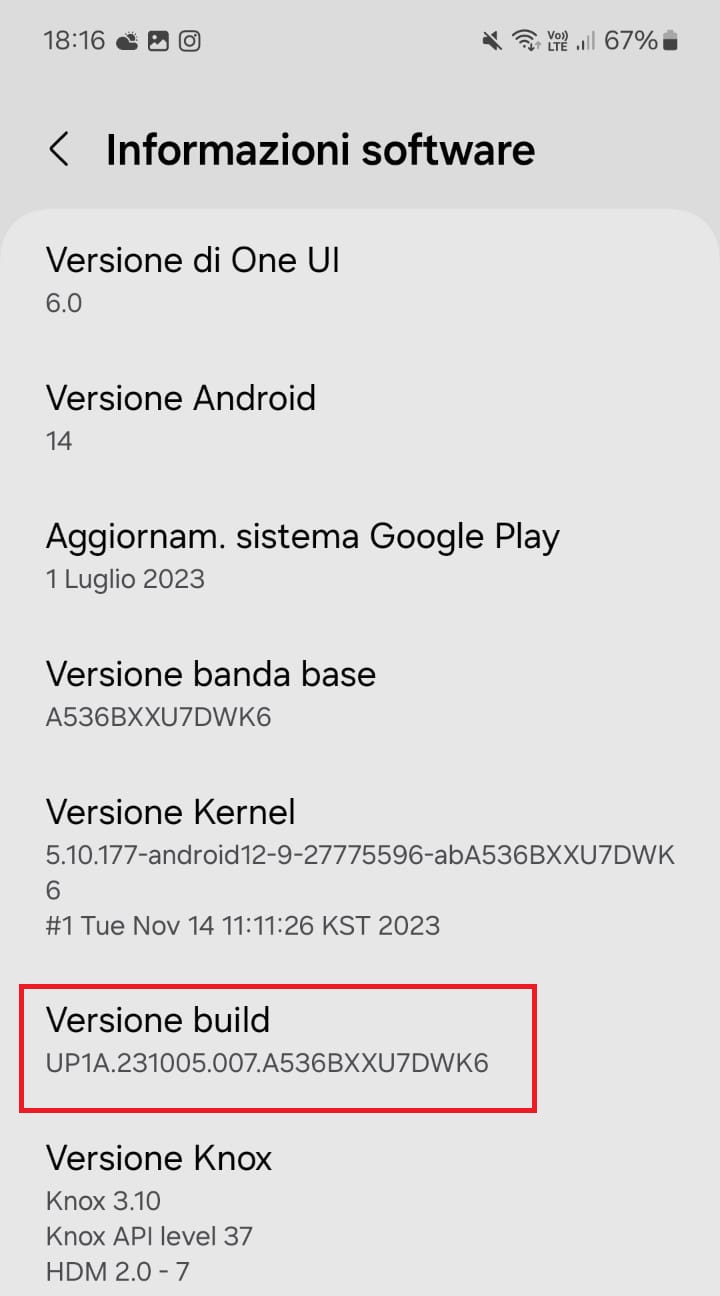 18:16 Vo)) LTE 67%
Informazioni software
Versione di One UI
6.0
Versione Android
14
Aggiornam. sistema Google Play
1 Luglio 2023
Versione banda base
A536BXXU7DWK6
Versione Kernel
5.10.177-android12-9-27775596-abA536BXXU7DWK
6
#1 Tue Nov 14 11:11:26 KST 2023
Versione build
UP1A.231005.007.A536BXXU7DWK6
Versione Knox
Knox 3.10
Knox API level 37
HDM 2.0 - 7